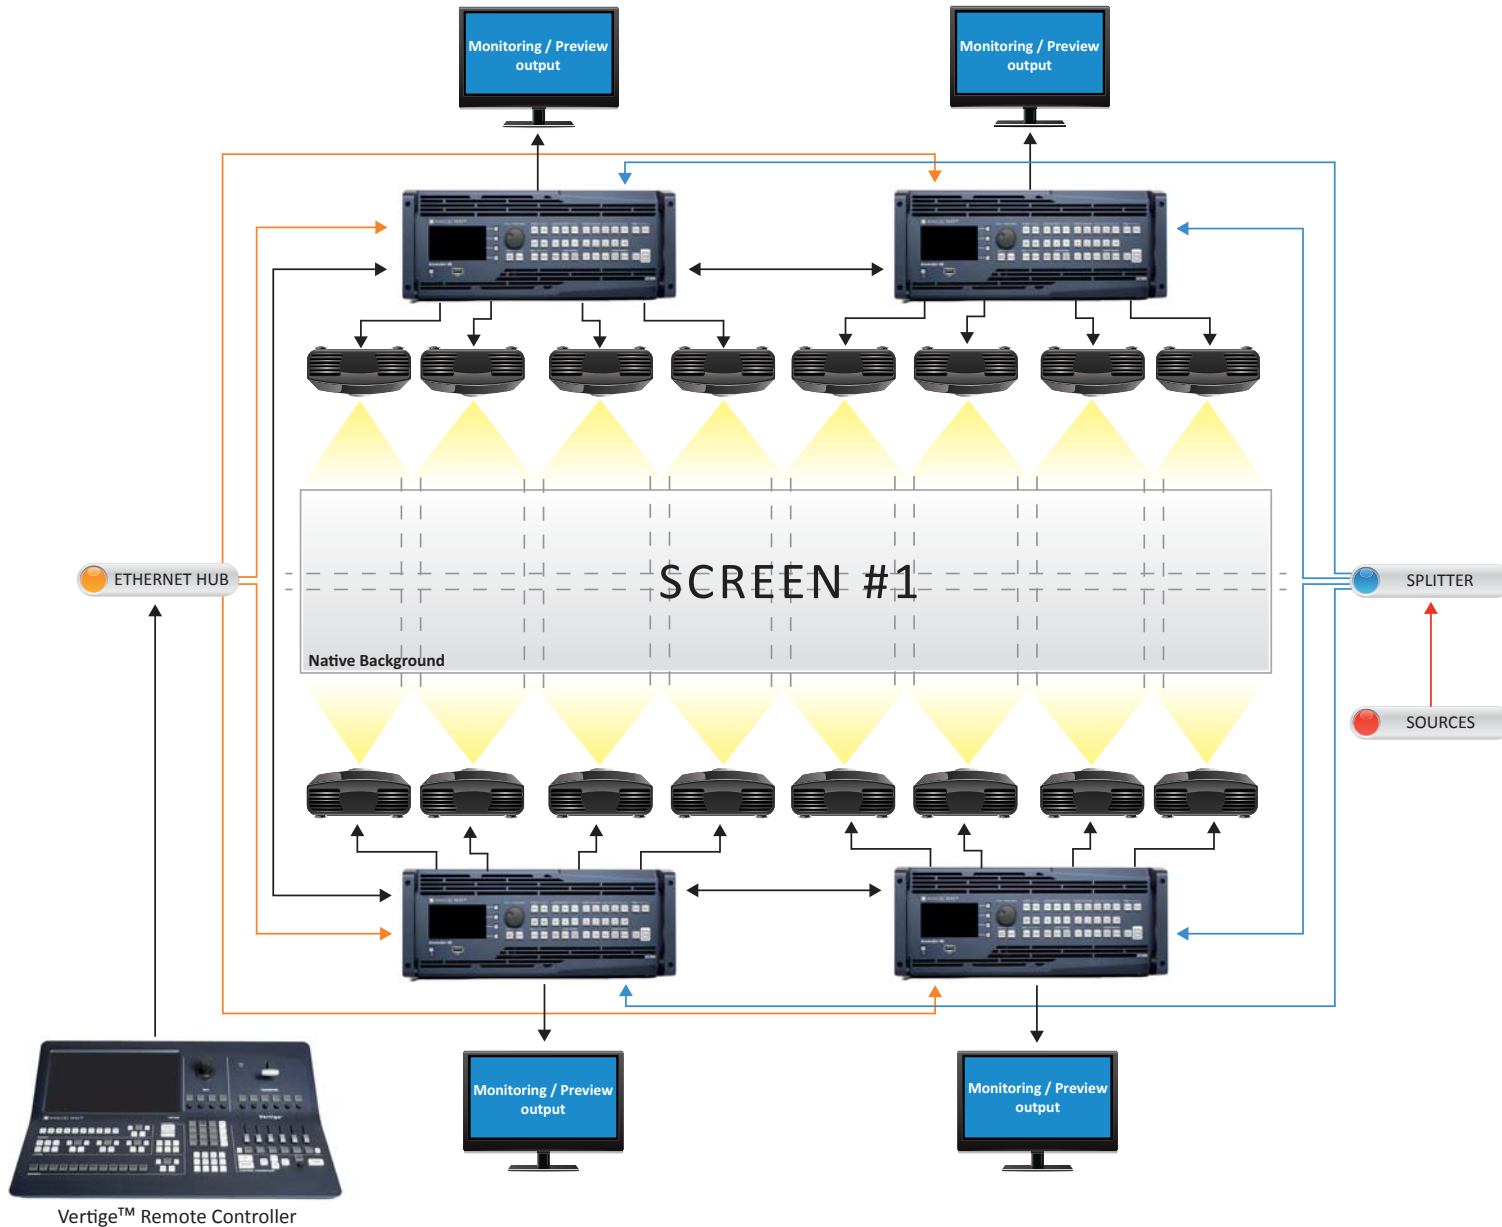 Monitoring / Preview
output
Monitoring / Preview
output
SCREEN #1
ETHERNET HUB
SPLITTER
Native Background
SOURCES
Monitoring / Preview
output
Monitoring / Preview
output
Vertige
Vertige™ Remote Controller